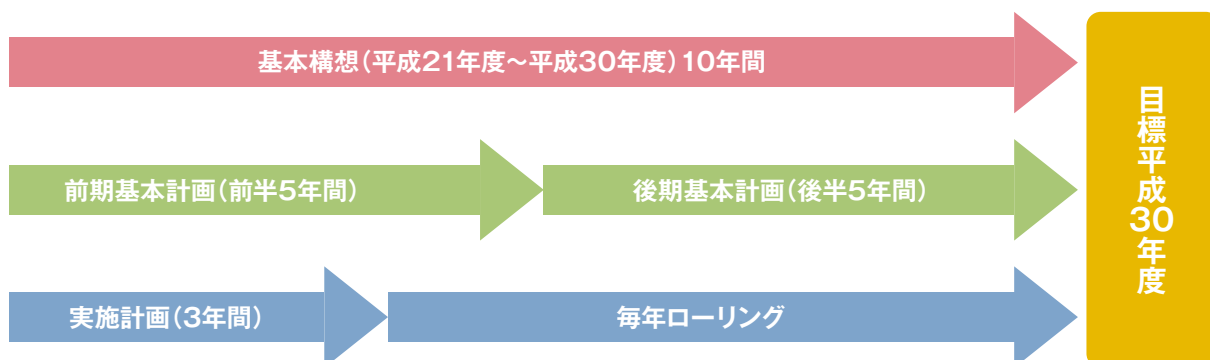 基本構想（平成21年度～平成30年度）10年間
前期基本計画（前半5年間）
後期基本計画（後半5年間）
実施計画（3年間）
毎年ローリング
目標平成30年度